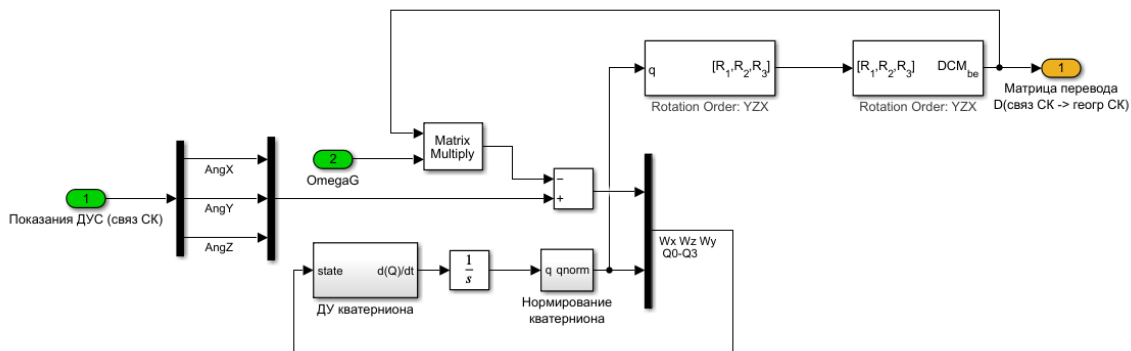 q
[R1,R2,R3]
Rotation Order: YZX
[R1,R2,R3]
DCMbe
Rotation Order: YZX
1
Матрица перевода
D(связ СК -> геогр СК)
Matrix
Multiply
2
OmegaG
−
+
1
Показания ДУС (связ СК)
AngX
AngY
AngZ
Wx Wz Wy
Q0-Q3
state
d(Q)/dt
ДУ кватерниона
1
s
q
qnorm
Нормирование
кватерниона